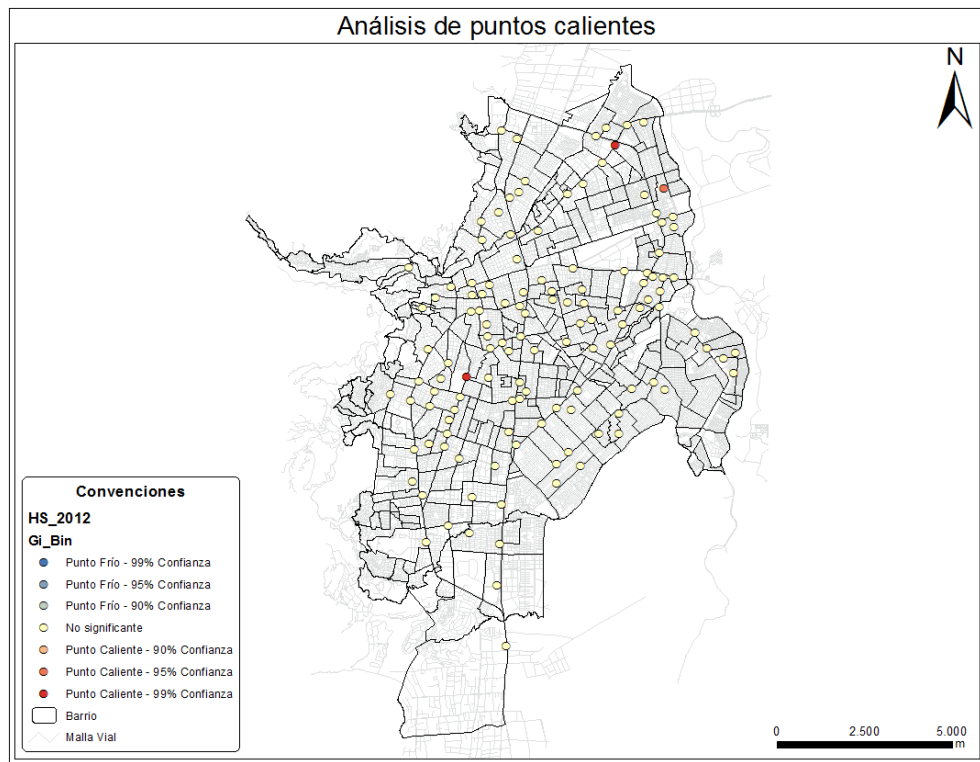 Análisis de puntos calientes
N
Convenciones
HS_2012
Gi_Bin
Punto Frío - 99% Confianza
Punto Frío - 95% Confianza
Punto Frío - 90% Confianza
No significante
Punto Caliente - 90% Confianza
Punto Caliente - 95% Confianza
Punto Caliente - 99% Confianza
Barrio
Malla Vial
0 2.500 5.000
m